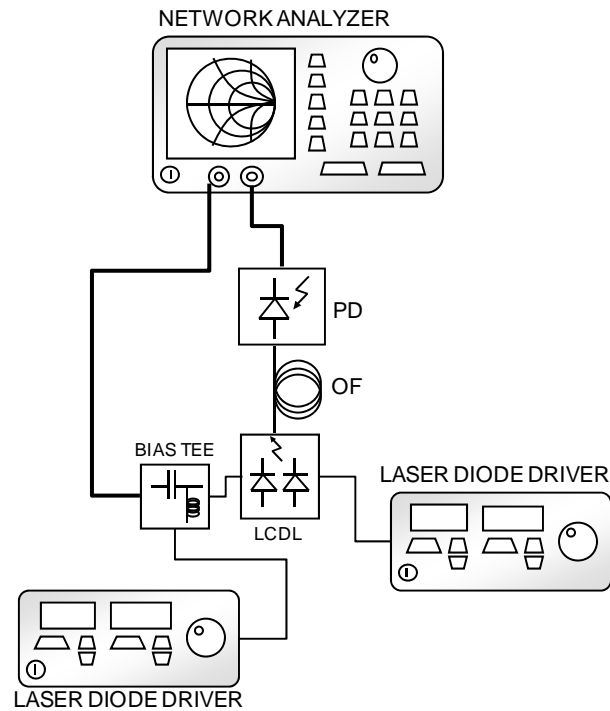 NETWORK ANALYZER
PD
OF
BIAS TEE
LCDL
LASER DIODE DRIVER
LASER DIODE DRIVER